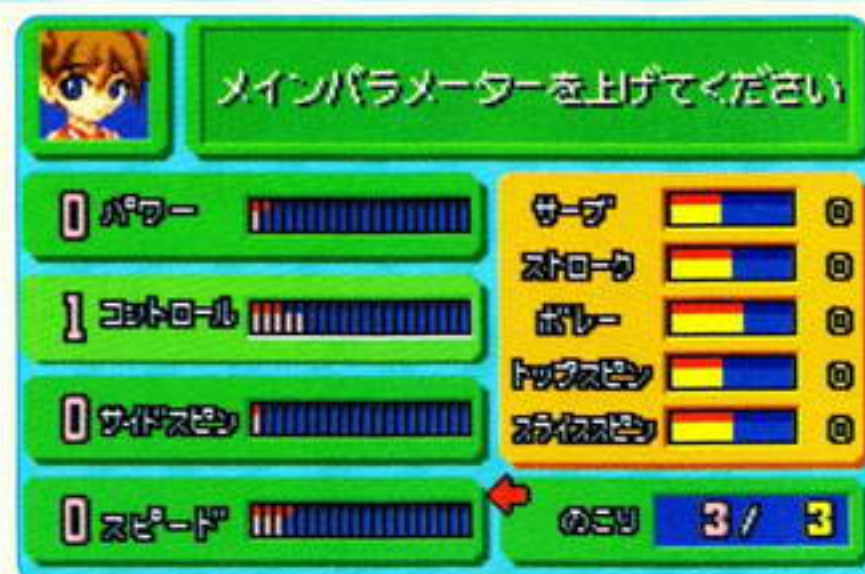 メインパラメーターを上げてください
0 パワー
1 コントロール
0 サイドスピン
0 スピード
サーブ 0
ストローク 0
ボレー 0
トップスピン 0
スライススピン 0
のこり 3/ 3